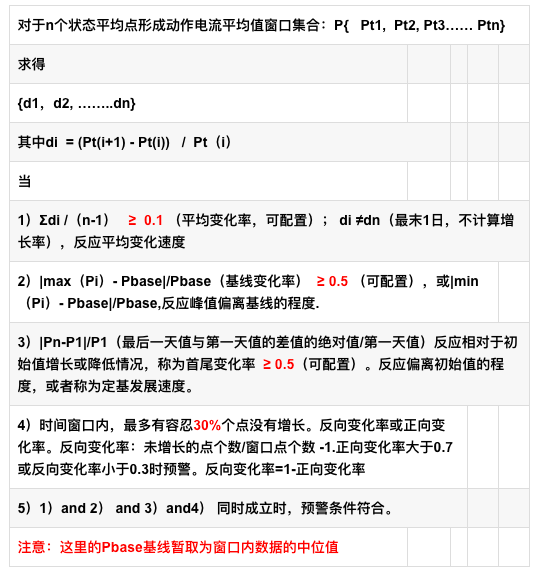 对于n个状态平均点形成动作电流平均值窗口集合：P{   Pt1,  Pt2, Pt3…… Ptn}
求得
{d1，d2, ……..dn}
其中di  = (Pt(i+1) - Pt(i)） /  Pt（i）
当
1）Σdi /（n-1）  ≥  0.1 （平均变化率，可配置）； di ≠dn（最末1日，不计算增
长率），反应平均变化速度
2）|max（Pi）- Pbase|/Pbase（基线变化率）  ≥ 0.5 （可配置），或|min
（Pi）- Pbase|/Pbase,反应峰值偏离基线的程度.
3）|Pn-P1|/P1（最后一天值与第一天值的差值的绝对值/第一天值）反应相对于初
始值增长或降低情况，称为首尾变化率  ≥ 0.5（可配置）。反应偏离初始值的程
度，或者称为定基发展速度。
4）时间窗口内，最多有容忍30%个点没有增长。反向变化率或正向变
化率。反向变化率：未增长的点个数/窗口点个数 -1.正向变化率大于0.7
或反向变化率小于0.3时预警。反向变化率=1-正向变化率
5）1）and 2） and 3）and4） 同时成立时，预警条件符合。
注意：这里的Pbase基线暂取为窗口内数据的中位值